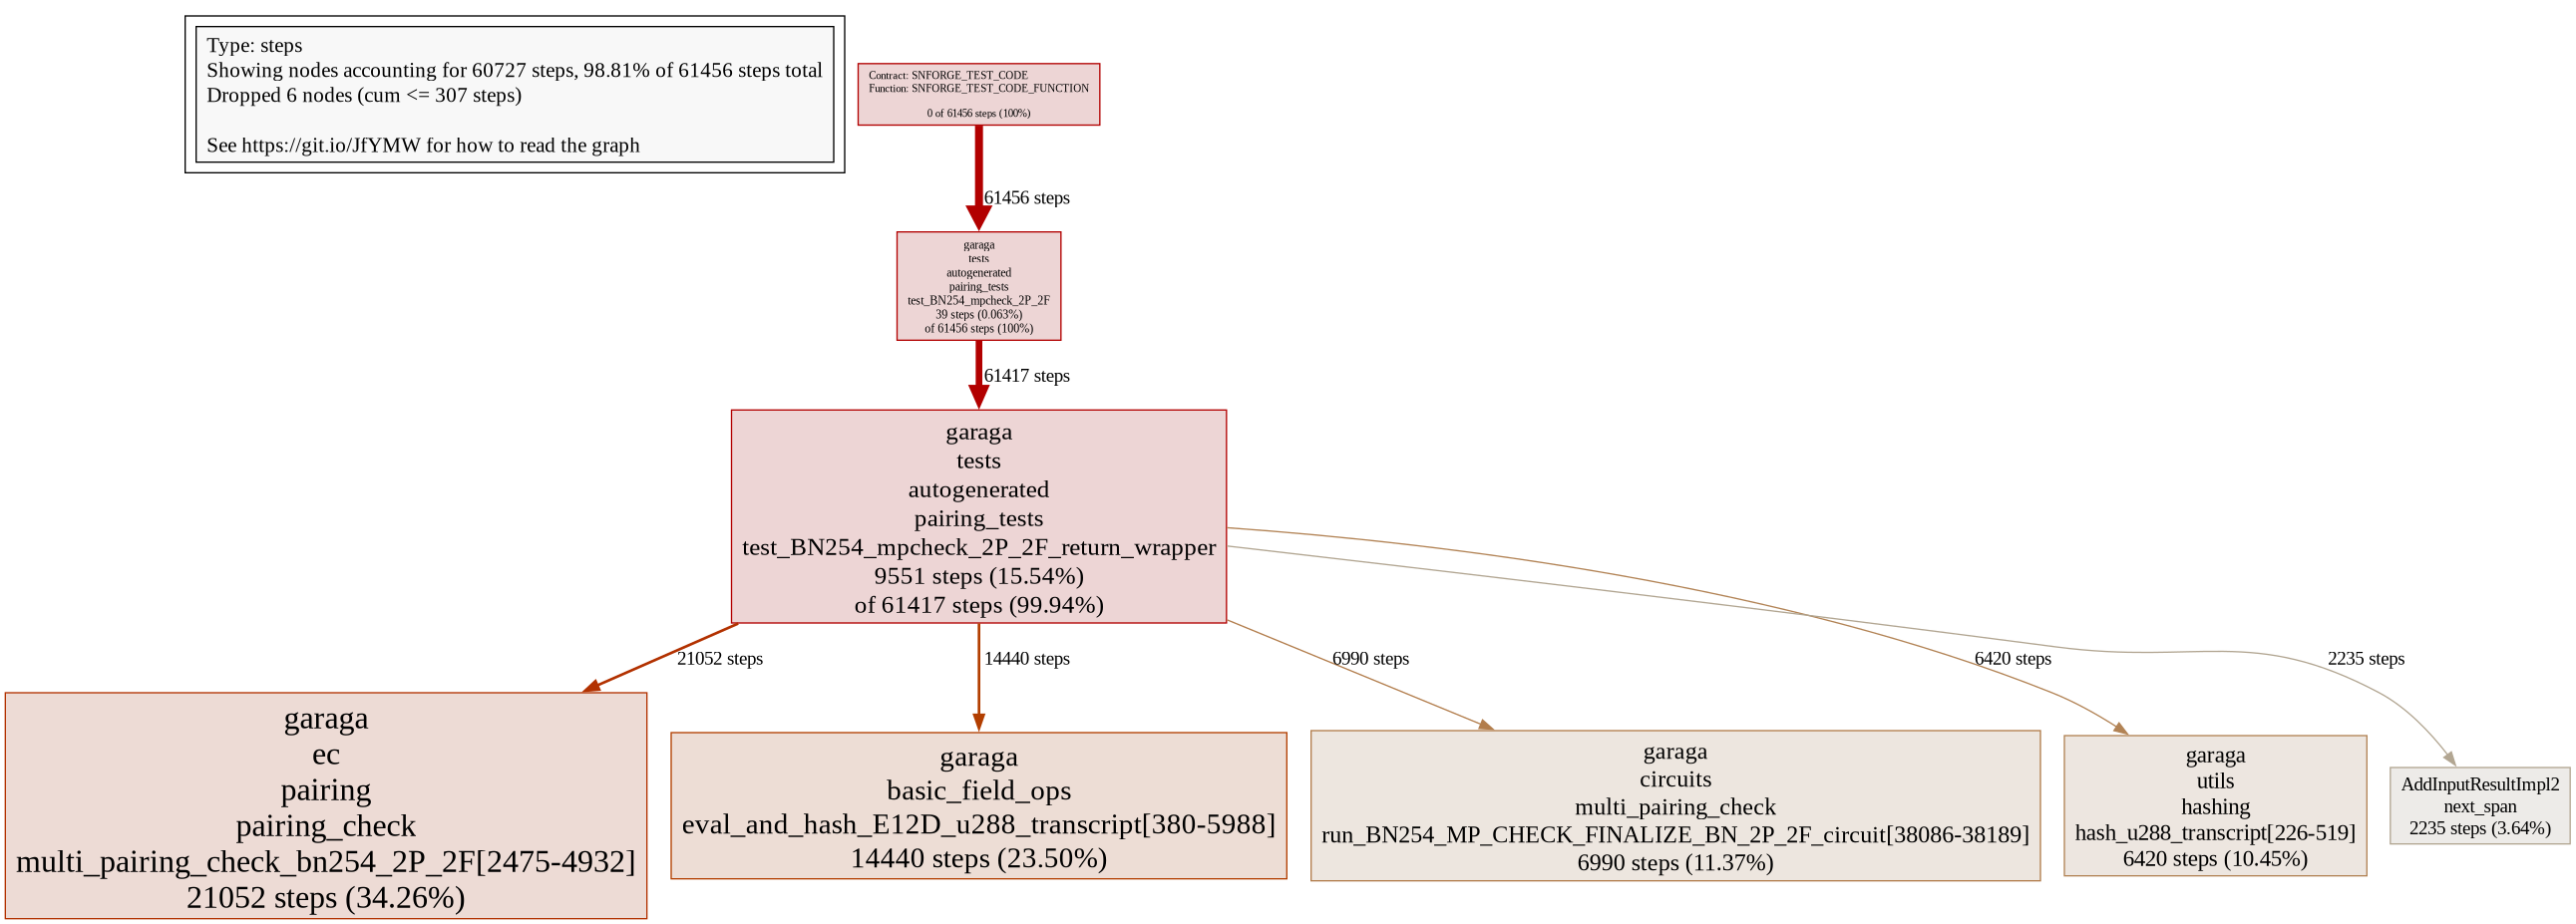 Type: steps
Showing nodes accounting for 60727 steps, 98.81% of 61456 steps total
Dropped 6 nodes (cum <= 307 steps)
See https://git.io/JfYMW for how to read the graph
Contract: SNFORGE_TEST_CODE
Function: SNFORGE_TEST_CODE_FUNCTION
0 of 61456 steps (100%)
61456 steps
garaga
tests
autogenerated
pairing_tests
test_BN254_mpcheck_2P_2F
39 steps (0.063%)
of 61456 steps (100%)
61417 steps
garaga
tests
autogenerated
pairing_tests
test_BN254_mpcheck_2P_2F_return_wrapper
9551 steps (15.54%)
of 61417 steps (99.94%)
21052 steps
14440 steps
6990 steps
6420 steps
2235 steps
garaga
ec
pairing
pairing_check
multi_pairing_check_bn254_2P_2F[2475-4932]
21052 steps (34.26%)
garaga
basic_field_ops
eval_and_hash_E12D_u288_transcript[380-5988]
14440 steps (23.50%)
garaga
circuits
multi_pairing_check
run_BN254_MP_CHECK_FINALIZE_BN_2P_2F_circuit[38086-38189]
6990 steps (11.37%)
garaga
utils
hashing
hash_u288_transcript[226-519]
6420 steps (10.45%)
AddInputResultImpl2
next_span
2235 steps (3.64%)